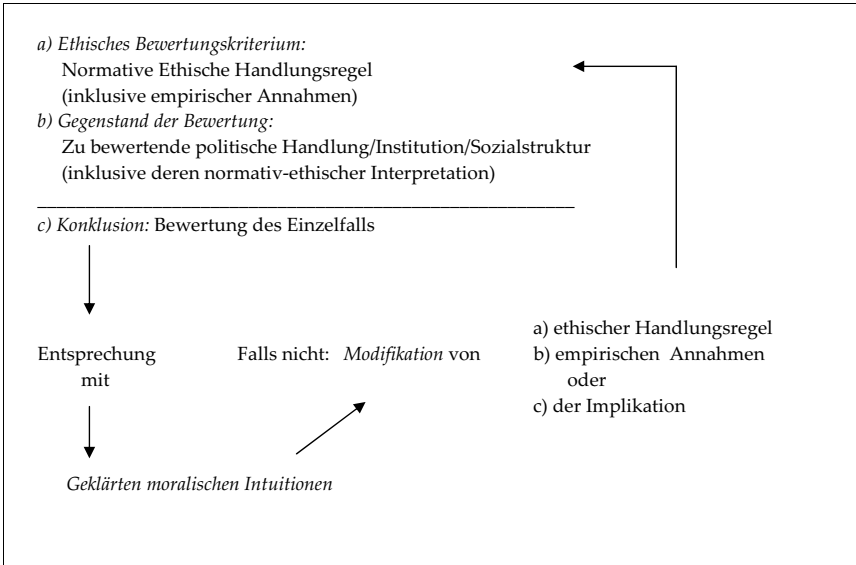 a) Ethisches Bewertungskriterium:
Normative Ethische Handlungsregel
(inklusive empirischer Annahmen)
b) Gegenstand der Bewertung:
Zu bewertende politische Handlung/Institution/Sozialstruktur
(inklusive deren normativ-ethischer Interpretation)
c) Konklusion: Bewertung des Einzelfalls
Entsprechung
mit
Geklärten moralischen Intuitionen
Falls nicht: Modifikation von
a) ethischer Handlungsregel
b) empirischen Annahmen
oder
c) der Implikation